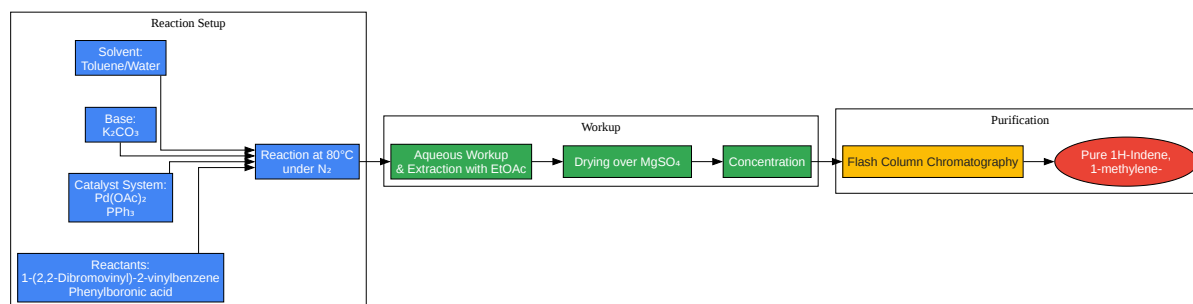 Reaction Setup
Solvent:
Toluene/Water
Base:
K₂CO₃
Reaction at 80°C
under N₂
Catalyst System:
Pd(OAc)₂
PPh₃
Reactants:
1-(2,2-Dibromovinyl)-2-vinylbenzene
Phenylboronic acid
Workup
Aqueous Workup
& Extraction with EtOAc
Drying over MgSO₄
Concentration
Purification
Flash Column Chromatography
Pure 1H-Indene,
1-methylene-